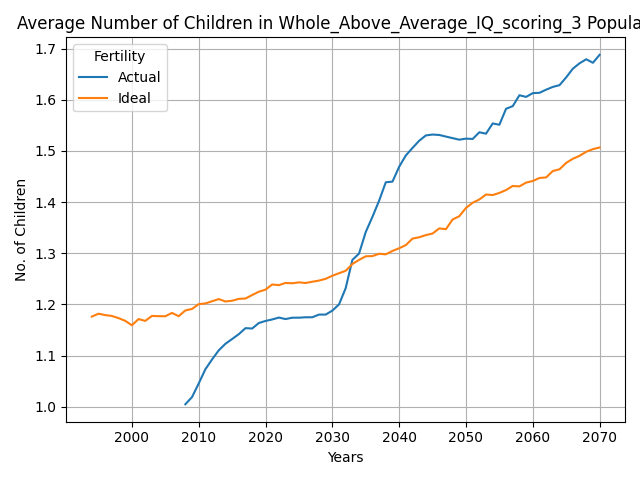 Average Number of Children in Whole_Above_Average_IQ_scoring_3 Popula
Fertility
Actual
Ideal
No. of Children
1.7
1.6
1.5
1.4
1.3
1.2
1.1
1.0
2000 2010 2020 2030 2040 2050 2060 2070
Years